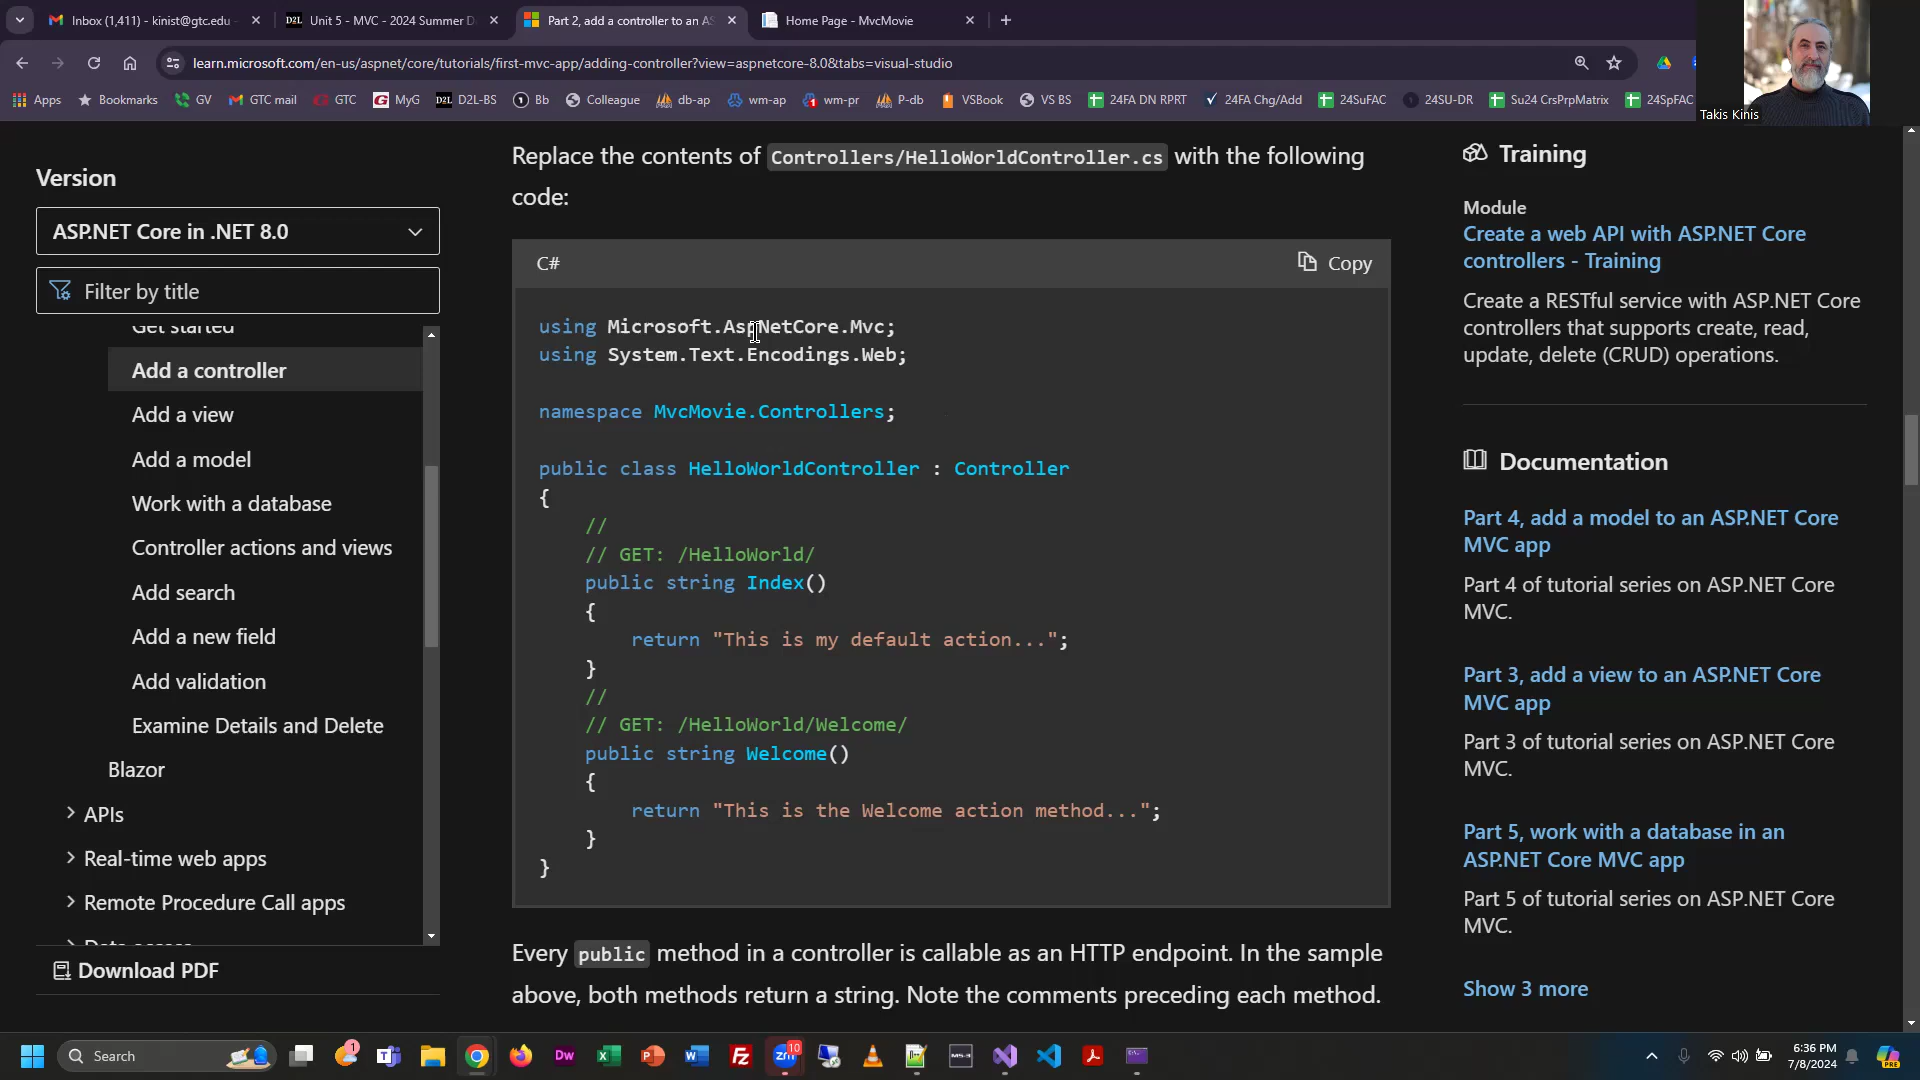 Inbox (1,411) - kinist@gtc.edu
Unit 5 - MVC - 2024 Summer D
Part 2, add a controller to an AS
Home Page - MvcMovie
learn.microsoft.com/en-us/aspnet/core/tutorials/first-mvc-app/adding-controller?view=aspnetcore-8.0&tabs=visual-studio
Apps
Bookmarks
GV
GTC mail
GTC
MyG
D2L-BS
Bb
Colleague
db-ap
wm-ap
wm-pr
P-db
VSBook
VS BS
24FA DN RPRT
24FA Chg/Add
24SuFAC
24SU-DR
Su24 CrsPrpMatrix
24SpFAC
Takis Kinis
Version
ASP.NET Core in .NET 8.0
Filter by title
Get started
Add a controller
Add a view
Add a model
Work with a database
Controller actions and views
Add search
Add a new field
Add validation
Examine Details and Delete
Blazor
APIs
Real-time web apps
Remote Procedure Call apps
Data access
Download PDF
Replace the contents of Controllers/HelloWorldController.cs with the following
code:
C#
Copy
using Microsoft.AspNetCore.Mvc;
using System.Text.Encodings.Web;
namespace MvcMovie.Controllers;
public class HelloWorldController : Controller
{
//
// GET: /HelloWorld/
public string Index()
{
return "This is my default action...";
}
//
// GET: /HelloWorld/Welcome/
public string Welcome()
{
return "This is the Welcome action method...";
}
}
Every public method in a controller is callable as an HTTP endpoint. In the sample
above, both methods return a string. Note the comments preceding each method.
Training
Module
Create a web API with ASP.NET Core
controllers - Training
Create a RESTful service with ASP.NET Core
controllers that supports create, read,
update, delete (CRUD) operations.
Documentation
Part 4, add a model to an ASP.NET Core
MVC app
Part 4 of tutorial series on ASP.NET Core
MVC.
Part 3, add a view to an ASP.NET Core
MVC app
Part 3 of tutorial series on ASP.NET Core
MVC.
Part 5, work with a database in an
ASP.NET Core MVC app
Part 5 of tutorial series on ASP.NET Core
MVC.
Show 3 more
Search
6:36 PM
7/8/2024